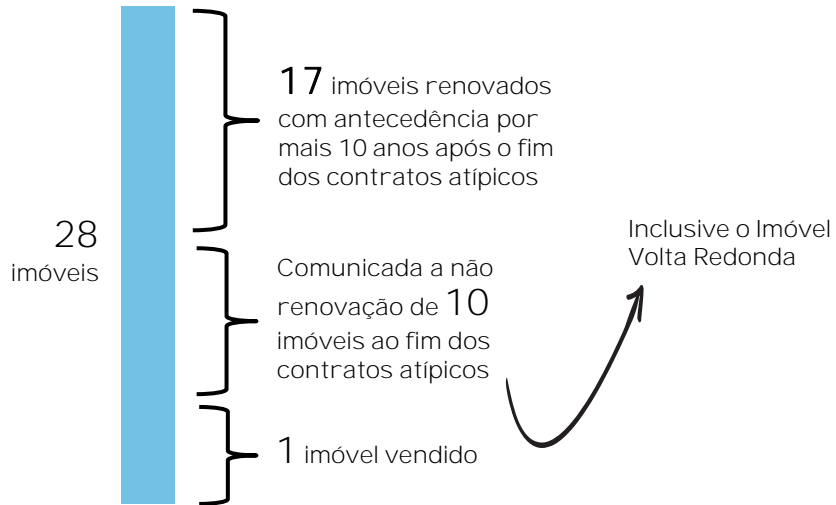 28
imóveis
17 imóveis renovados
com antecedência por
mais 10 anos após o fim
dos contratos atípicos
Comunicada a não
renovação de 10
imóveis ao fim dos
contratos atípicos
Inclusive o Imóvel
Volta Redonda
1 imóvel vendido